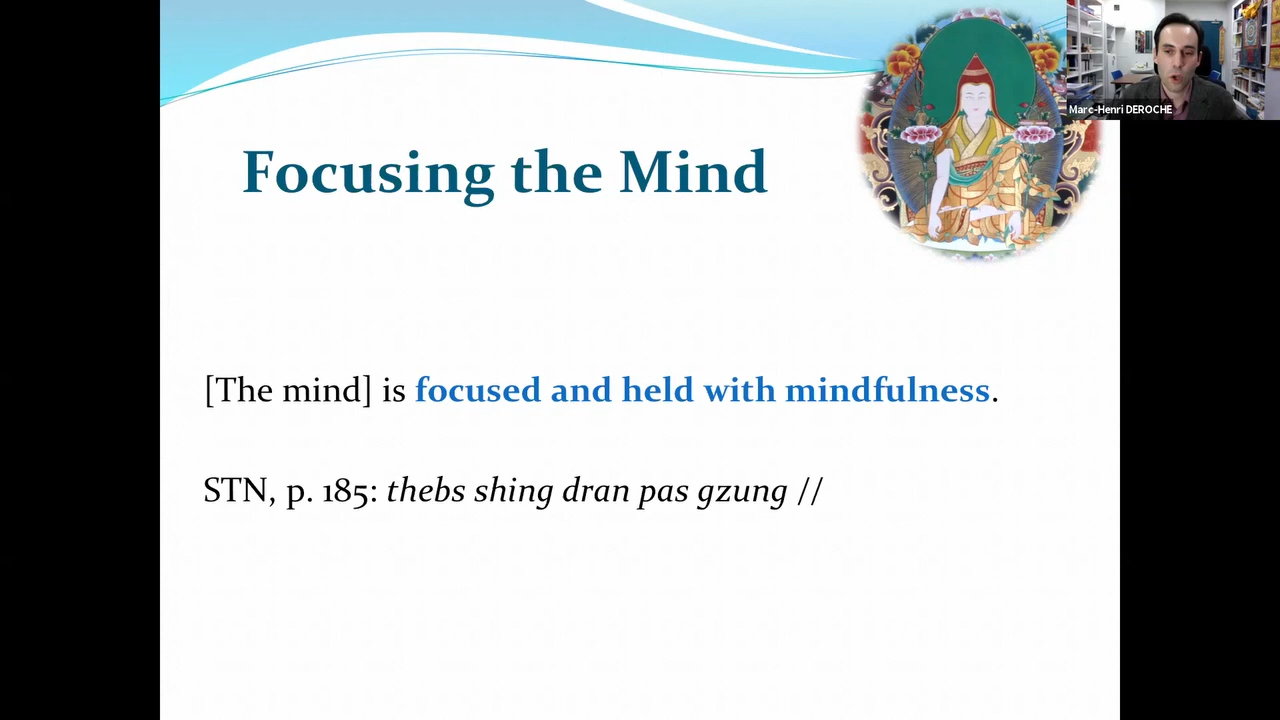 Marc-Henri DEROCHE
Focusing the Mind
[The mind] is focused and held with mindfulness.
STN, p. 185: thebs shing dran pas gzung //